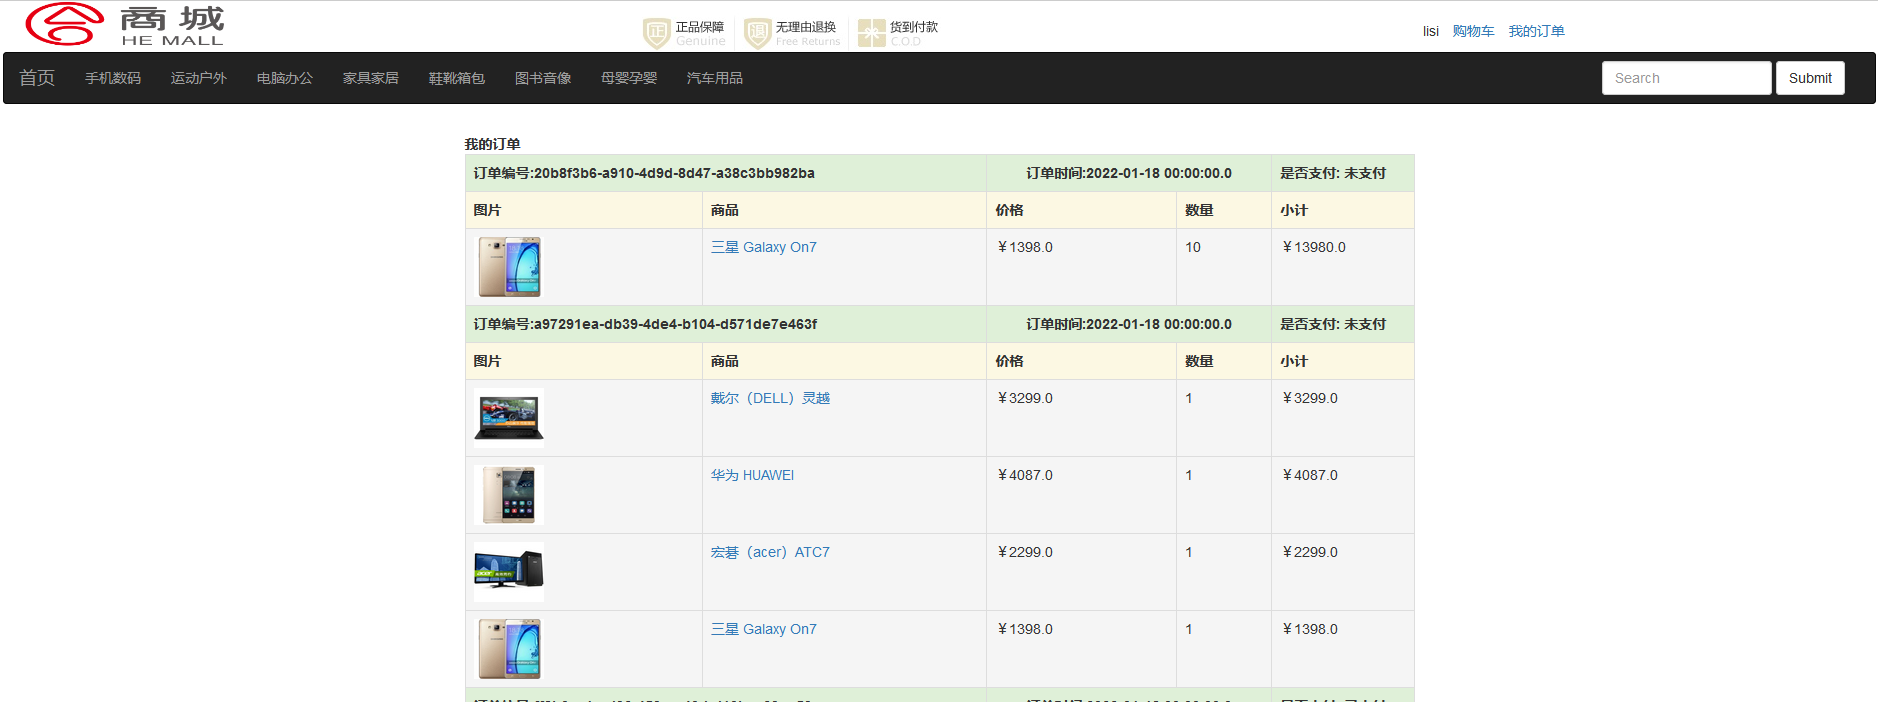 商城
HE MALL
正品保障 无理由退换 货到付款
Genuine Free Returns C.O.D
lisi 购物车 我的订单
首页 手机数码 运动户外 电脑办公 家具家居 鞋靴箱包 图书音像 母婴孕婴 汽车用品 Search Submit
我的订单
订单编号:20b8f3b6-a910-4d9d-8d47-a38c3bb982ba 订单时间:2022-01-18 00:00:00.0 是否支付: 未支付
图片 商品 价格 数量 小计
三星 Galaxy On7 ￥1398.0 10 ￥13980.0
订单编号:a97291ea-db39-4de4-b104-d571de7e463f 订单时间:2022-01-18 00:00:00.0 是否支付: 未支付
图片 商品 价格 数量 小计
戴尔（DELL）灵越 ￥3299.0 1 ￥3299.0
华为 HUAWEI ￥4087.0 1 ￥4087.0
宏碁（acer）ATC7 ￥2299.0 1 ￥2299.0
三星 Galaxy On7 ￥1398.0 1 ￥1398.0